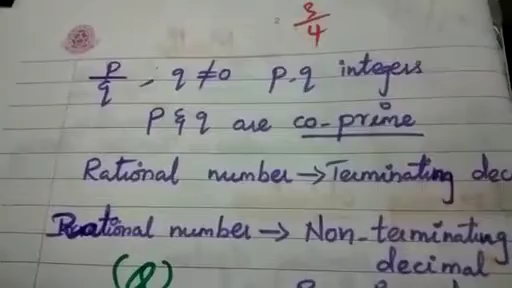 3/4
p/q, q ≠ 0 p.q integers
P & q are co-prime
Rational number → Terminating dec
Rational number → Non-terminating
decimal